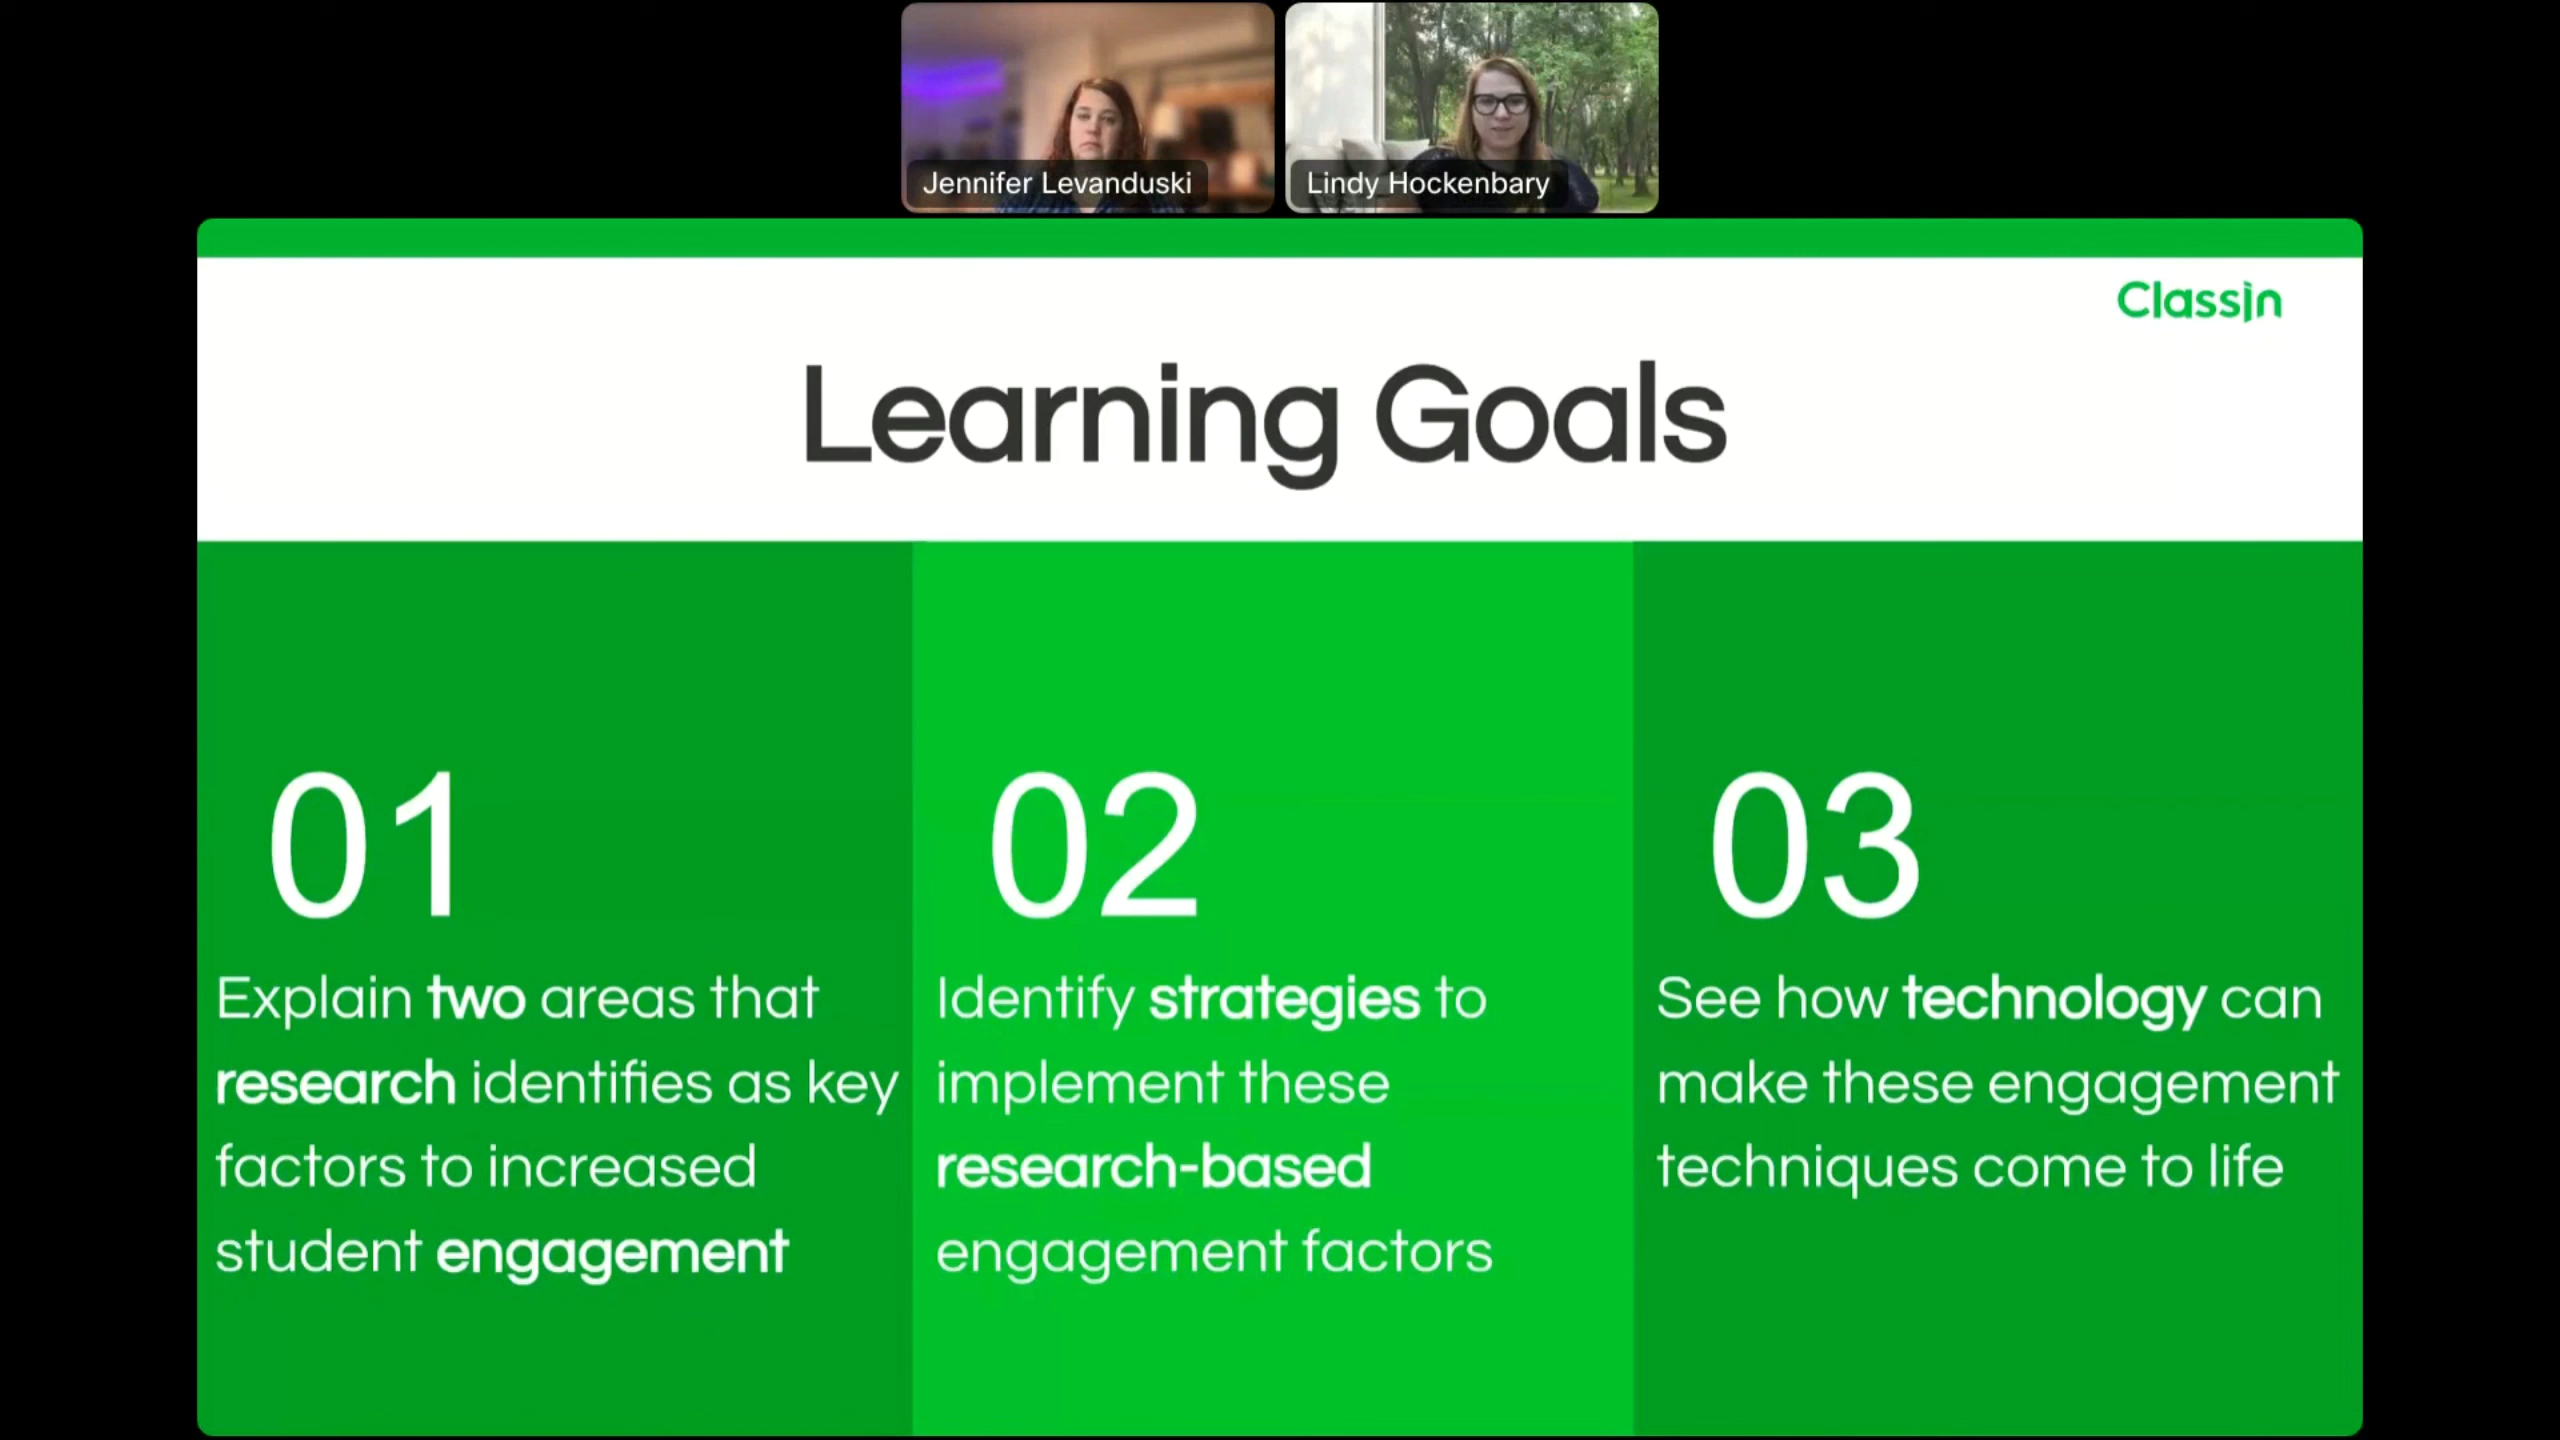 Jennifer Levanduski
Lindy Hockenbary
ClassIn
Learning Goals
01
Explain two areas that
research identifies as key
factors to increased
student engagement
02
Identify strategies to
implement these
research-based
engagement factors
03
See how technology can
make these engagement
techniques come to life